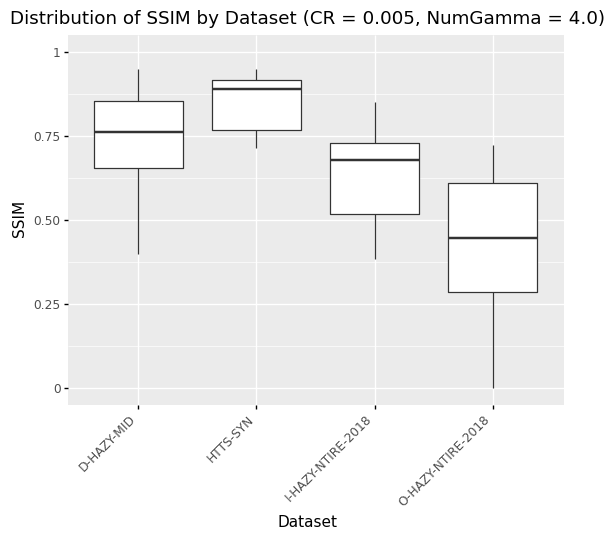 Distribution of SSIM by Dataset (CR = 0.005, NumGamma = 4.0)
1
0.75
0.50
0.25
0
SSIM
D-HAZY-MID
HTTS-SYN
I-HAZY-NTIRE-2018
O-HAZY-NTIRE-2018
Dataset